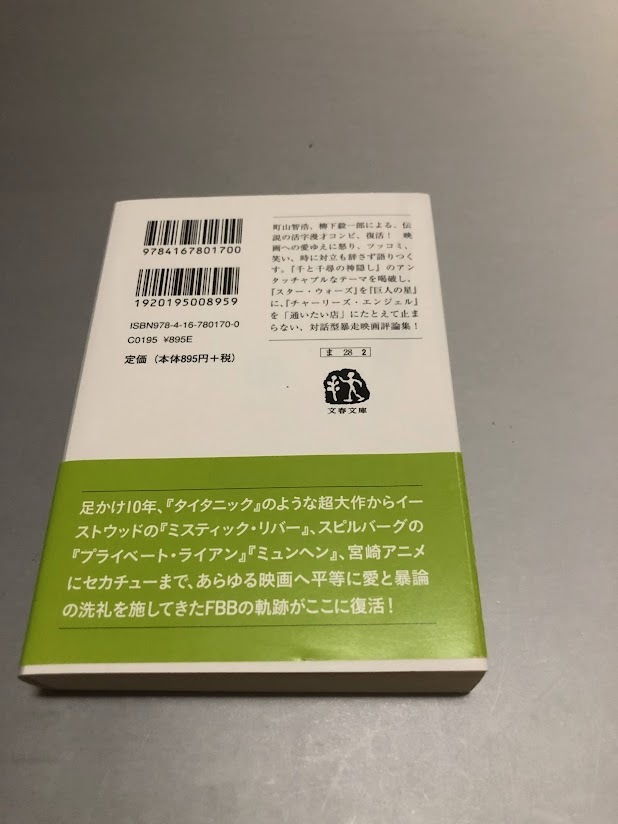 9784167801700
1920195008959
ISBN978-4-16-780170-0
C0195 ¥895E
定価（本体895円＋税）
町山智浩、柳下毅一郎による、伝
説の活字漫才コンビ、復活！ 映
画への愛ゆえに怒り、ツッコミ、
笑い、時に対立も辞さず語りつく
す。『千と千尋の神隠し』のアン
タッチャブルなテーマを喝破し、
『スター・ウォーズ』を『巨人の星』
に、『チャーリーズ・エンジェル』
を「通いたい店」にたとえて止ま
らない、対話型暴走映画評論集！
ま 28 2
文春文庫
足かけ10年、『タイタニック』のような超大作からイー
ストウッドの『ミスティック・リバー』、スピルバーグの
『プライベート・ライアン』『ミュンヘン』、宮崎アニメ
にセカチューまで、あらゆる映画へ平等に愛と暴論
の洗礼を施してきたFBBの軌跡がここに復活！